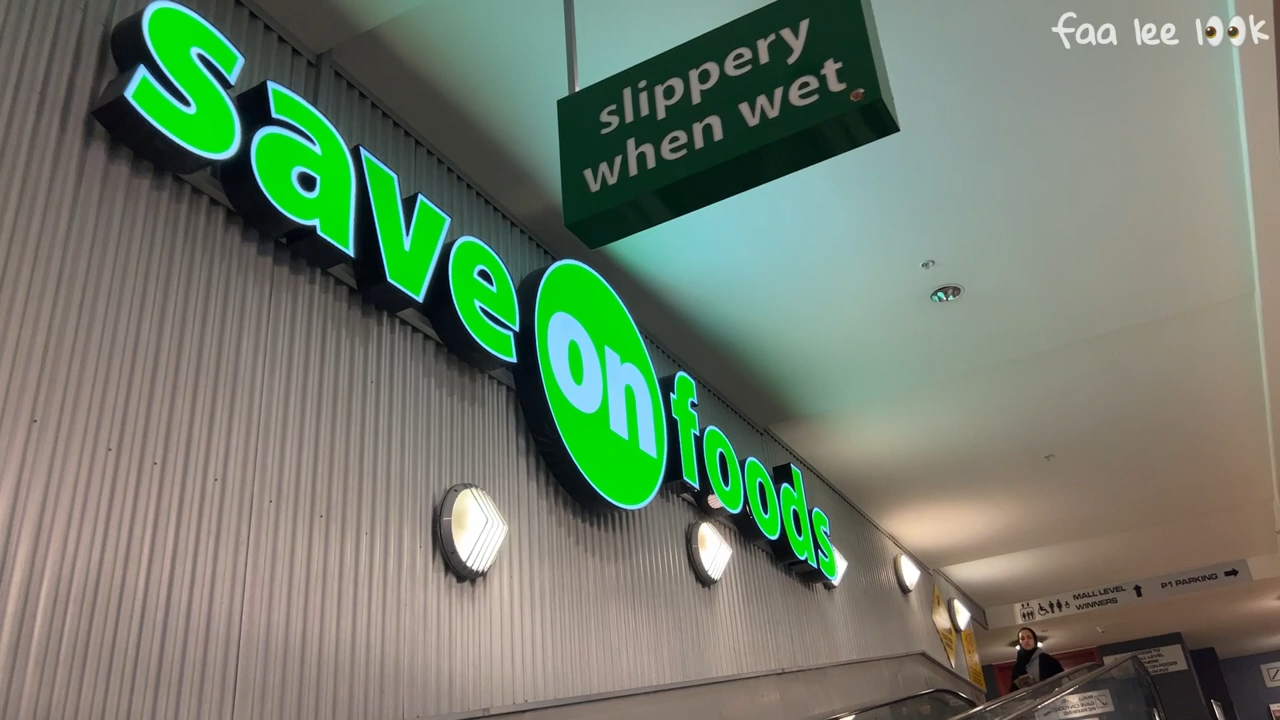 faa lee look
slippery
when wet
save on foods
MALL LEVEL
WINNERS
P1 PARKING